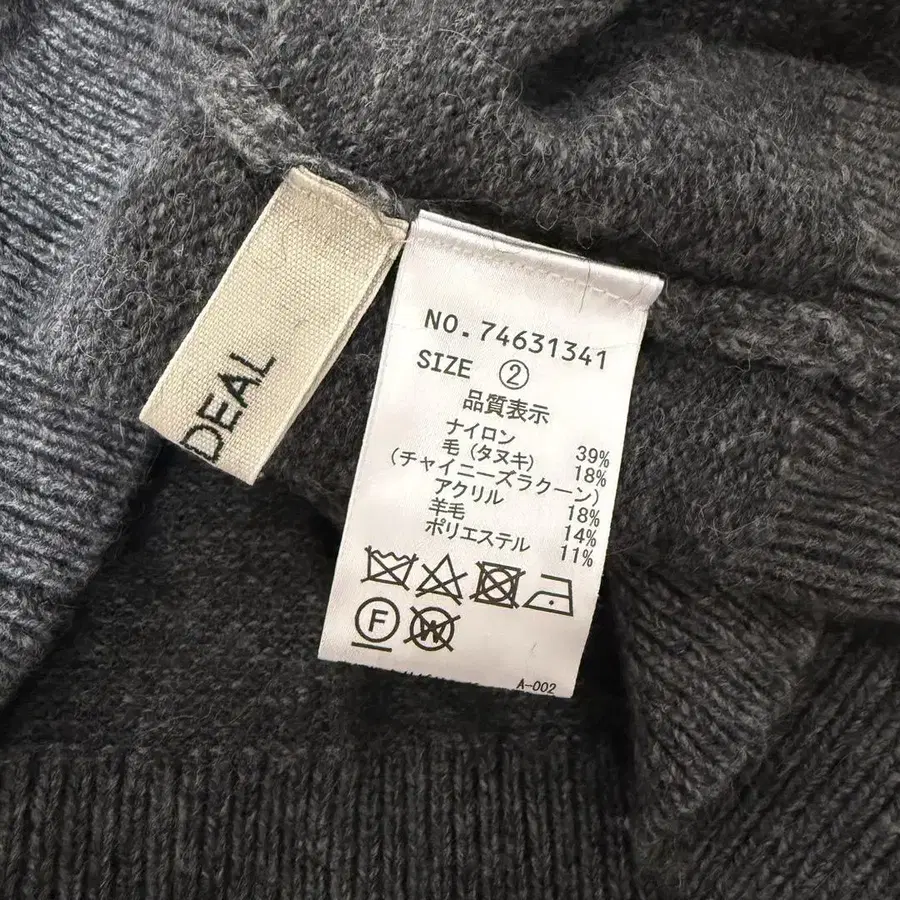 DEAL
NO. 74631341
SIZE ②
品質表示
ナイロン 39%
毛(タヌキ) 18%
(チャイニーズラクーン)
アクリル 18%
羊毛 14%
ポリエステル 11%
F W
A-002